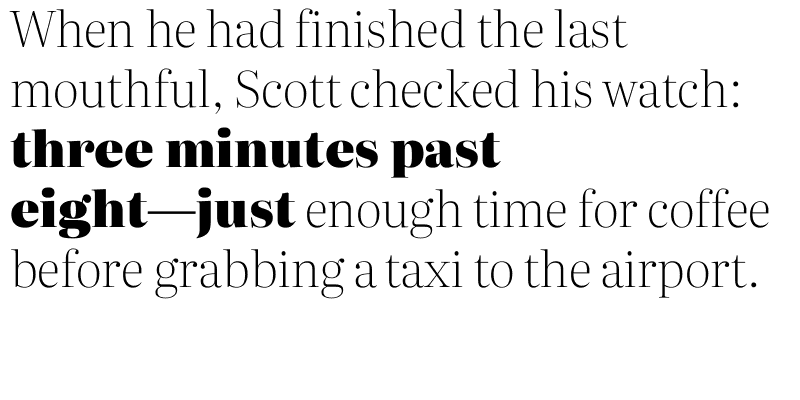 When he had finished the last
mouthful, Scott checked his watch:
three minutes past
eight—just enough time for coffee
before grabbing a taxi to the airport.